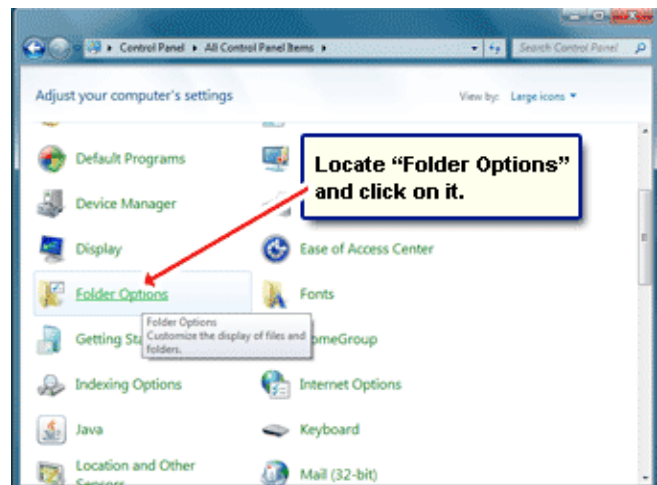 Control Panel ▸ All Control Panel Items ▸
Search Control Panel
Adjust your computer's settings
View by: Large icons
Default Programs
Locate “Folder Options”
and click on it.
Device Manager
Display
Ease of Access Center
Folder Options
Fonts
Folder Options
Customize the display of files and
folders.
Getting
omeGroup
Indexing Options
Internet Options
Java
Keyboard
Location and Other
Sensors
Mail (32-bit)